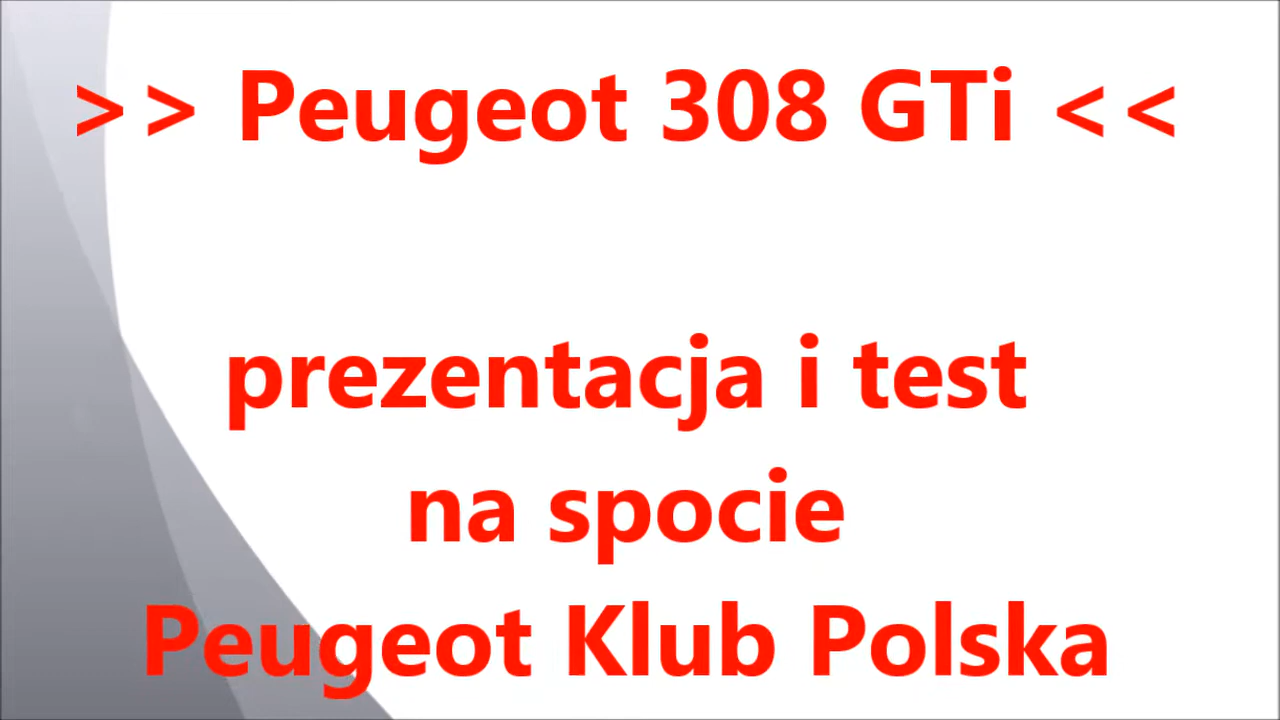 >> Peugeot 308 GTi <<
prezentacja i test
na spocie
Peugeot Klub Polska